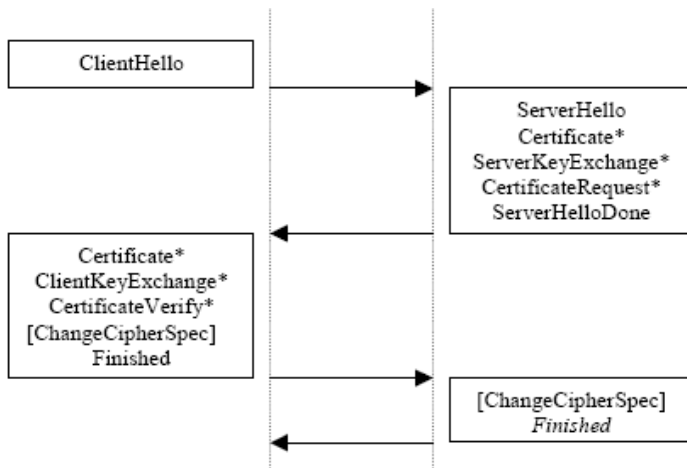 ClientHello
ServerHello
Certificate*
ServerKeyExchange*
CertificateRequest*
ServerHelloDone
Certificate*
ClientKeyExchange*
CertificateVerify*
[ChangeCipherSpec]
Finished
[ChangeCipherSpec]
Finished